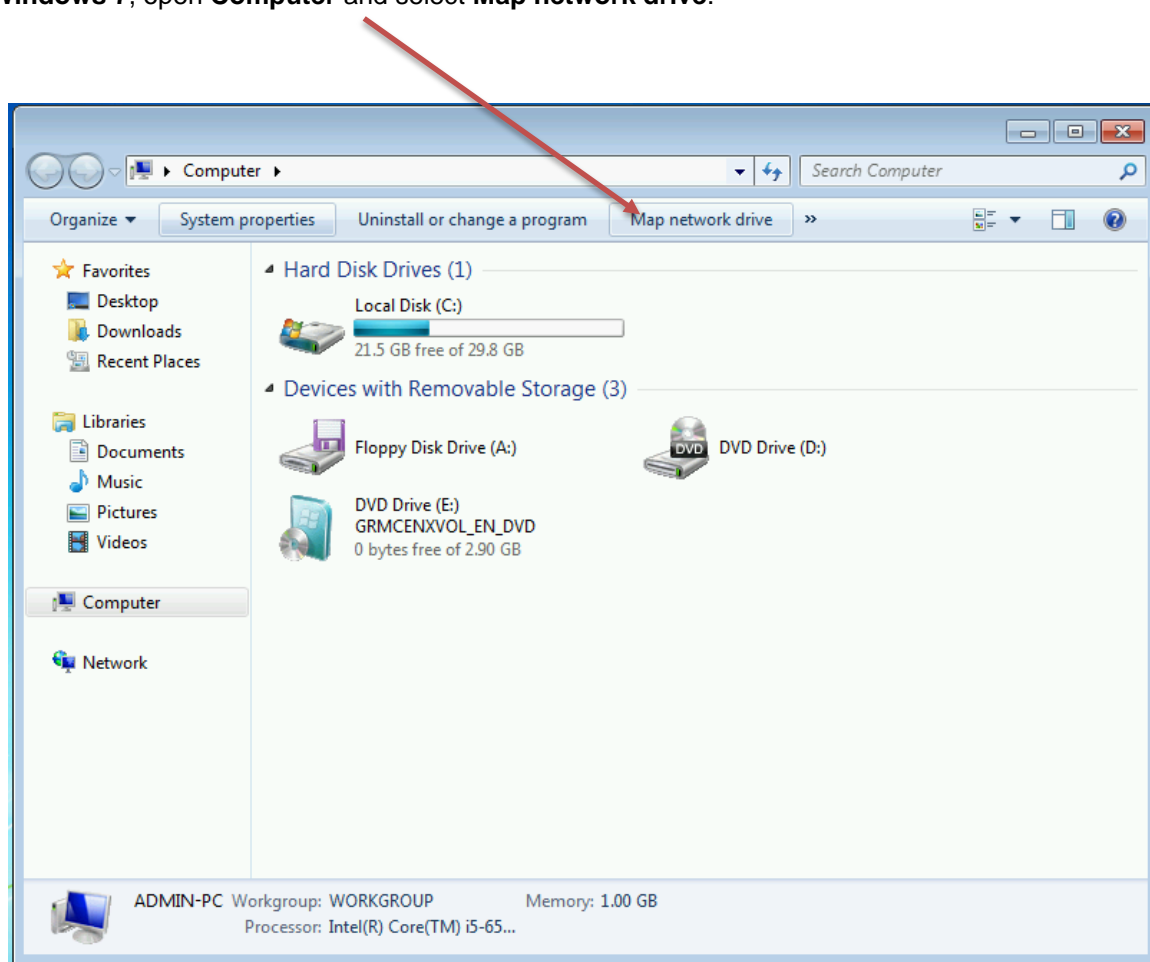 Windows 7, open Computer and select Map network drive.
Computer
Search Computer
Organize System properties Uninstall or change a program Map network drive »
Favorites
Desktop
Downloads
Recent Places
Libraries
Documents
Music
Pictures
Videos
Computer
Network
Hard Disk Drives (1)
Local Disk (C:)
21.5 GB free of 29.8 GB
Devices with Removable Storage (3)
Floppy Disk Drive (A:)
DVD
DVD Drive (D:)
DVD Drive (E:)
GRMCENXVOL_EN_DVD
0 bytes free of 2.90 GB
ADMIN-PC Workgroup: WORKGROUP Memory: 1.00 GB
Processor: Intel(R) Core(TM) i5-65...